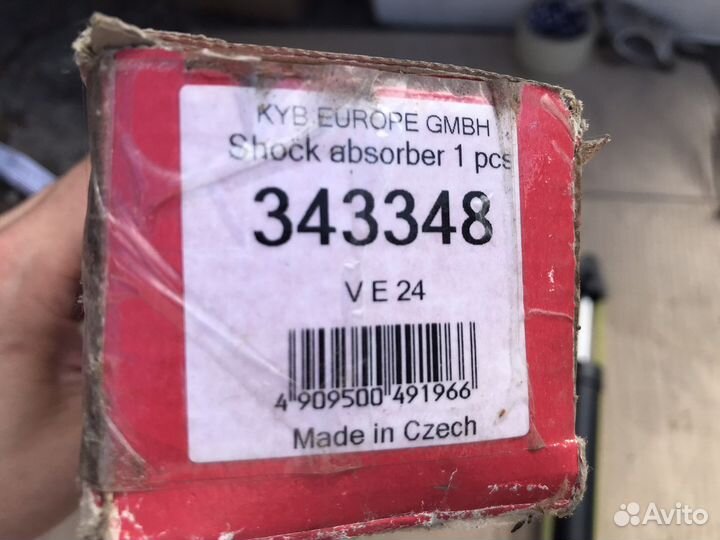 KYB EUROPE GMBH
Shock absorber 1 pcs
343348
V E 24
4 909500 491966
Made in Czech
Avito